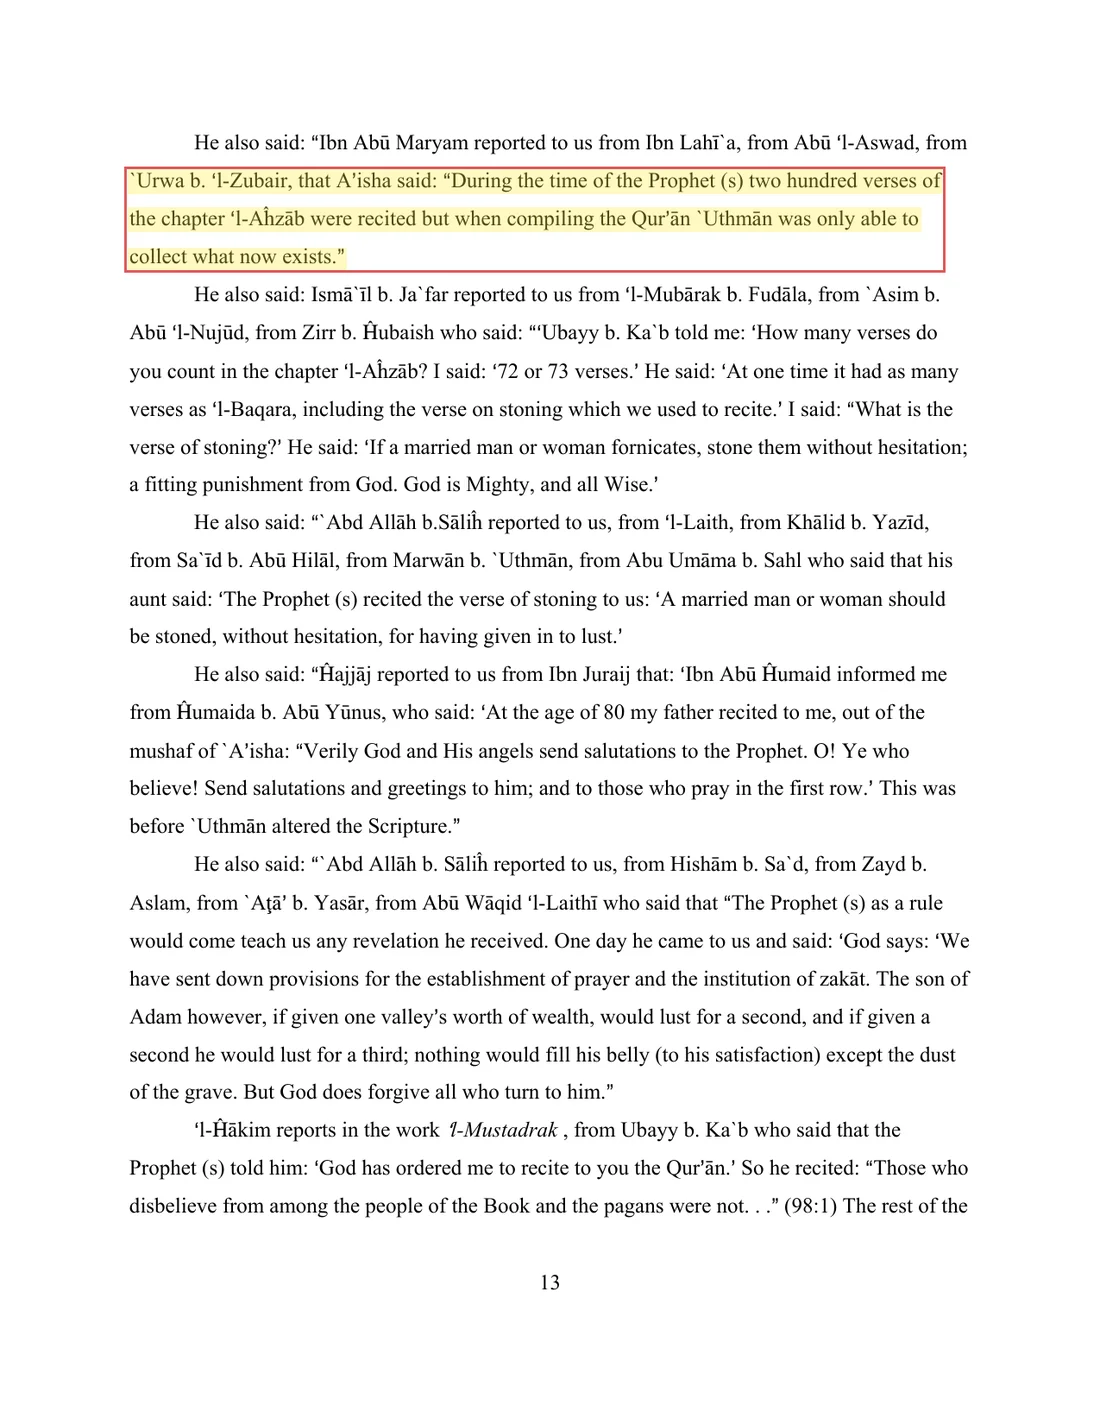 He also said: “Ibn Abū Maryam reported to us from Ibn Lahī`a, from Abū ‘l-Aswad, from
`Urwa b. ‘l-Zubair, that A’isha said: “During the time of the Prophet (s) two hundred verses of
the chapter ‘l-Aĥzāb were recited but when compiling the Qur’ān `Uthmān was only able to
collect what now exists.”
He also said: Ismā`īl b. Ja`far reported to us from ‘l-Mubārak b. Fudāla, from `Asim b.
Abū ‘l-Nujūd, from Zirr b. Ĥubaish who said: “‘Ubayy b. Ka`b told me: ‘How many verses do
you count in the chapter ‘l-Aĥzāb? I said: ‘72 or 73 verses.’ He said: ‘At one time it had as many
verses as ‘l-Baqara, including the verse on stoning which we used to recite.’ I said: “What is the
verse of stoning?’ He said: ‘If a married man or woman fornicates, stone them without hesitation;
a fitting punishment from God. God is Mighty, and all Wise.’
He also said: “`Abd Allāh b.Sāliĥ reported to us, from ‘l-Laith, from Khālid b. Yazīd,
from Sa`īd b. Abū Hilāl, from Marwān b. `Uthmān, from Abu Umāma b. Sahl who said that his
aunt said: ‘The Prophet (s) recited the verse of stoning to us: ‘A married man or woman should
be stoned, without hesitation, for having given in to lust.’
He also said: “Ĥajjāj reported to us from Ibn Juraij that: ‘Ibn Abū Ĥumaid informed me
from Ĥumaida b. Abū Yūnus, who said: ‘At the age of 80 my father recited to me, out of the
mushaf of `A’isha: “Verily God and His angels send salutations to the Prophet. O! Ye who
believe! Send salutations and greetings to him; and to those who pray in the first row.’ This was
before `Uthmān altered the Scripture.”
He also said: “`Abd Allāh b. Sāliĥ reported to us, from Hishām b. Sa`d, from Zayd b.
Aslam, from `Aţā’ b. Yasār, from Abū Wāqid ‘l-Laithī who said that “The Prophet (s) as a rule
would come teach us any revelation he received. One day he came to us and said: ‘God says: ‘We
have sent down provisions for the establishment of prayer and the institution of zakāt. The son of
Adam however, if given one valley’s worth of wealth, would lust for a second, and if given a
second he would lust for a third; nothing would fill his belly (to his satisfaction) except the dust
of the grave. But God does forgive all who turn to him.”
‘l-Ĥākim reports in the work ‘l-Mustadrak , from Ubayy b. Ka`b who said that the
Prophet (s) told him: ‘God has ordered me to recite to you the Qur’ān.’ So he recited: “Those who
disbelieve from among the people of the Book and the pagans were not. . .” (98:1) The rest of the
13